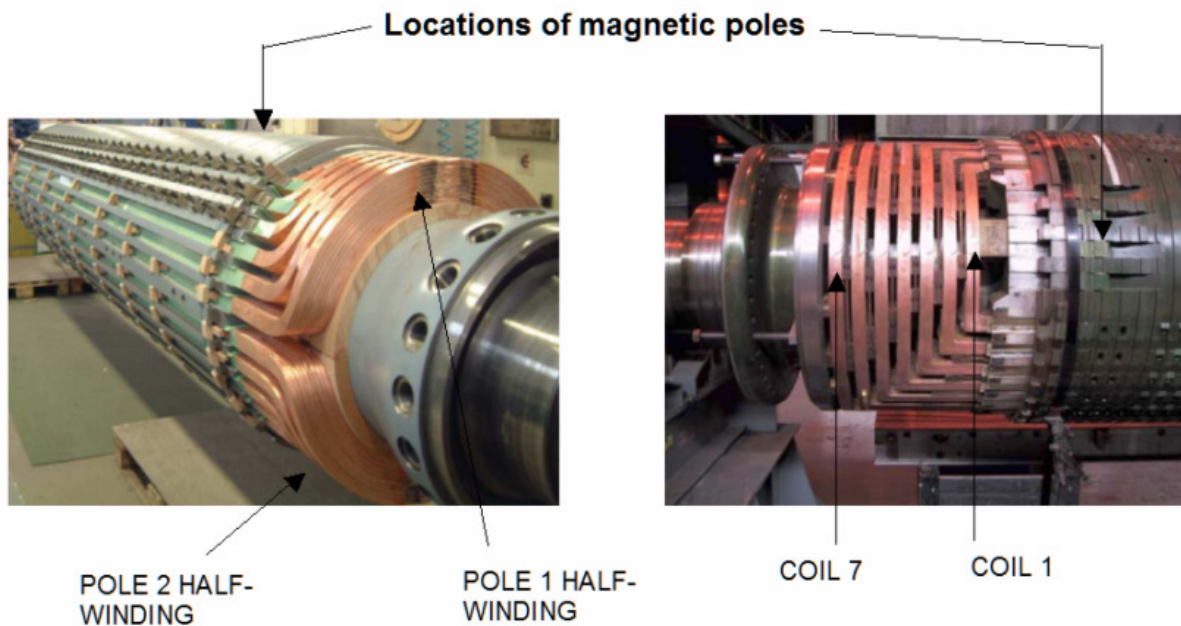 Locations of magnetic poles
POLE 2 HALF-
WINDING
POLE 1 HALF-
WINDING
COIL 7
COIL 1